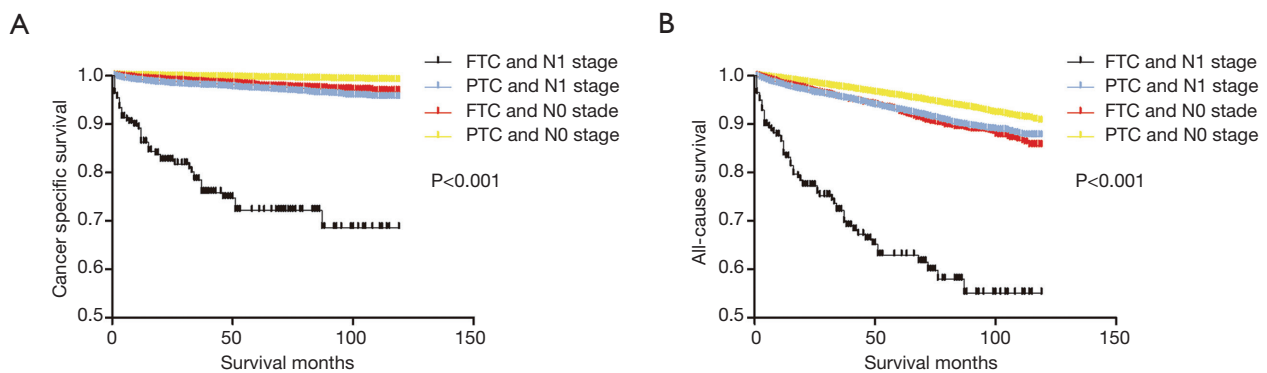 A
Cancer specific survival
1.0
0.9
0.8
0.7
0.6
0.5
0
50
100
150
Survival months
FTC and N1 stage
PTC and N1 stage
FTC and N0 stade
PTC and N0 stage
P<0.001
B
All-cause survival
1.0
0.9
0.8
0.7
0.6
0.5
0
50
100
150
Survival months
FTC and N1 stage
PTC and N1 stage
FTC and N0 stage
PTC and N0 stage
P<0.001